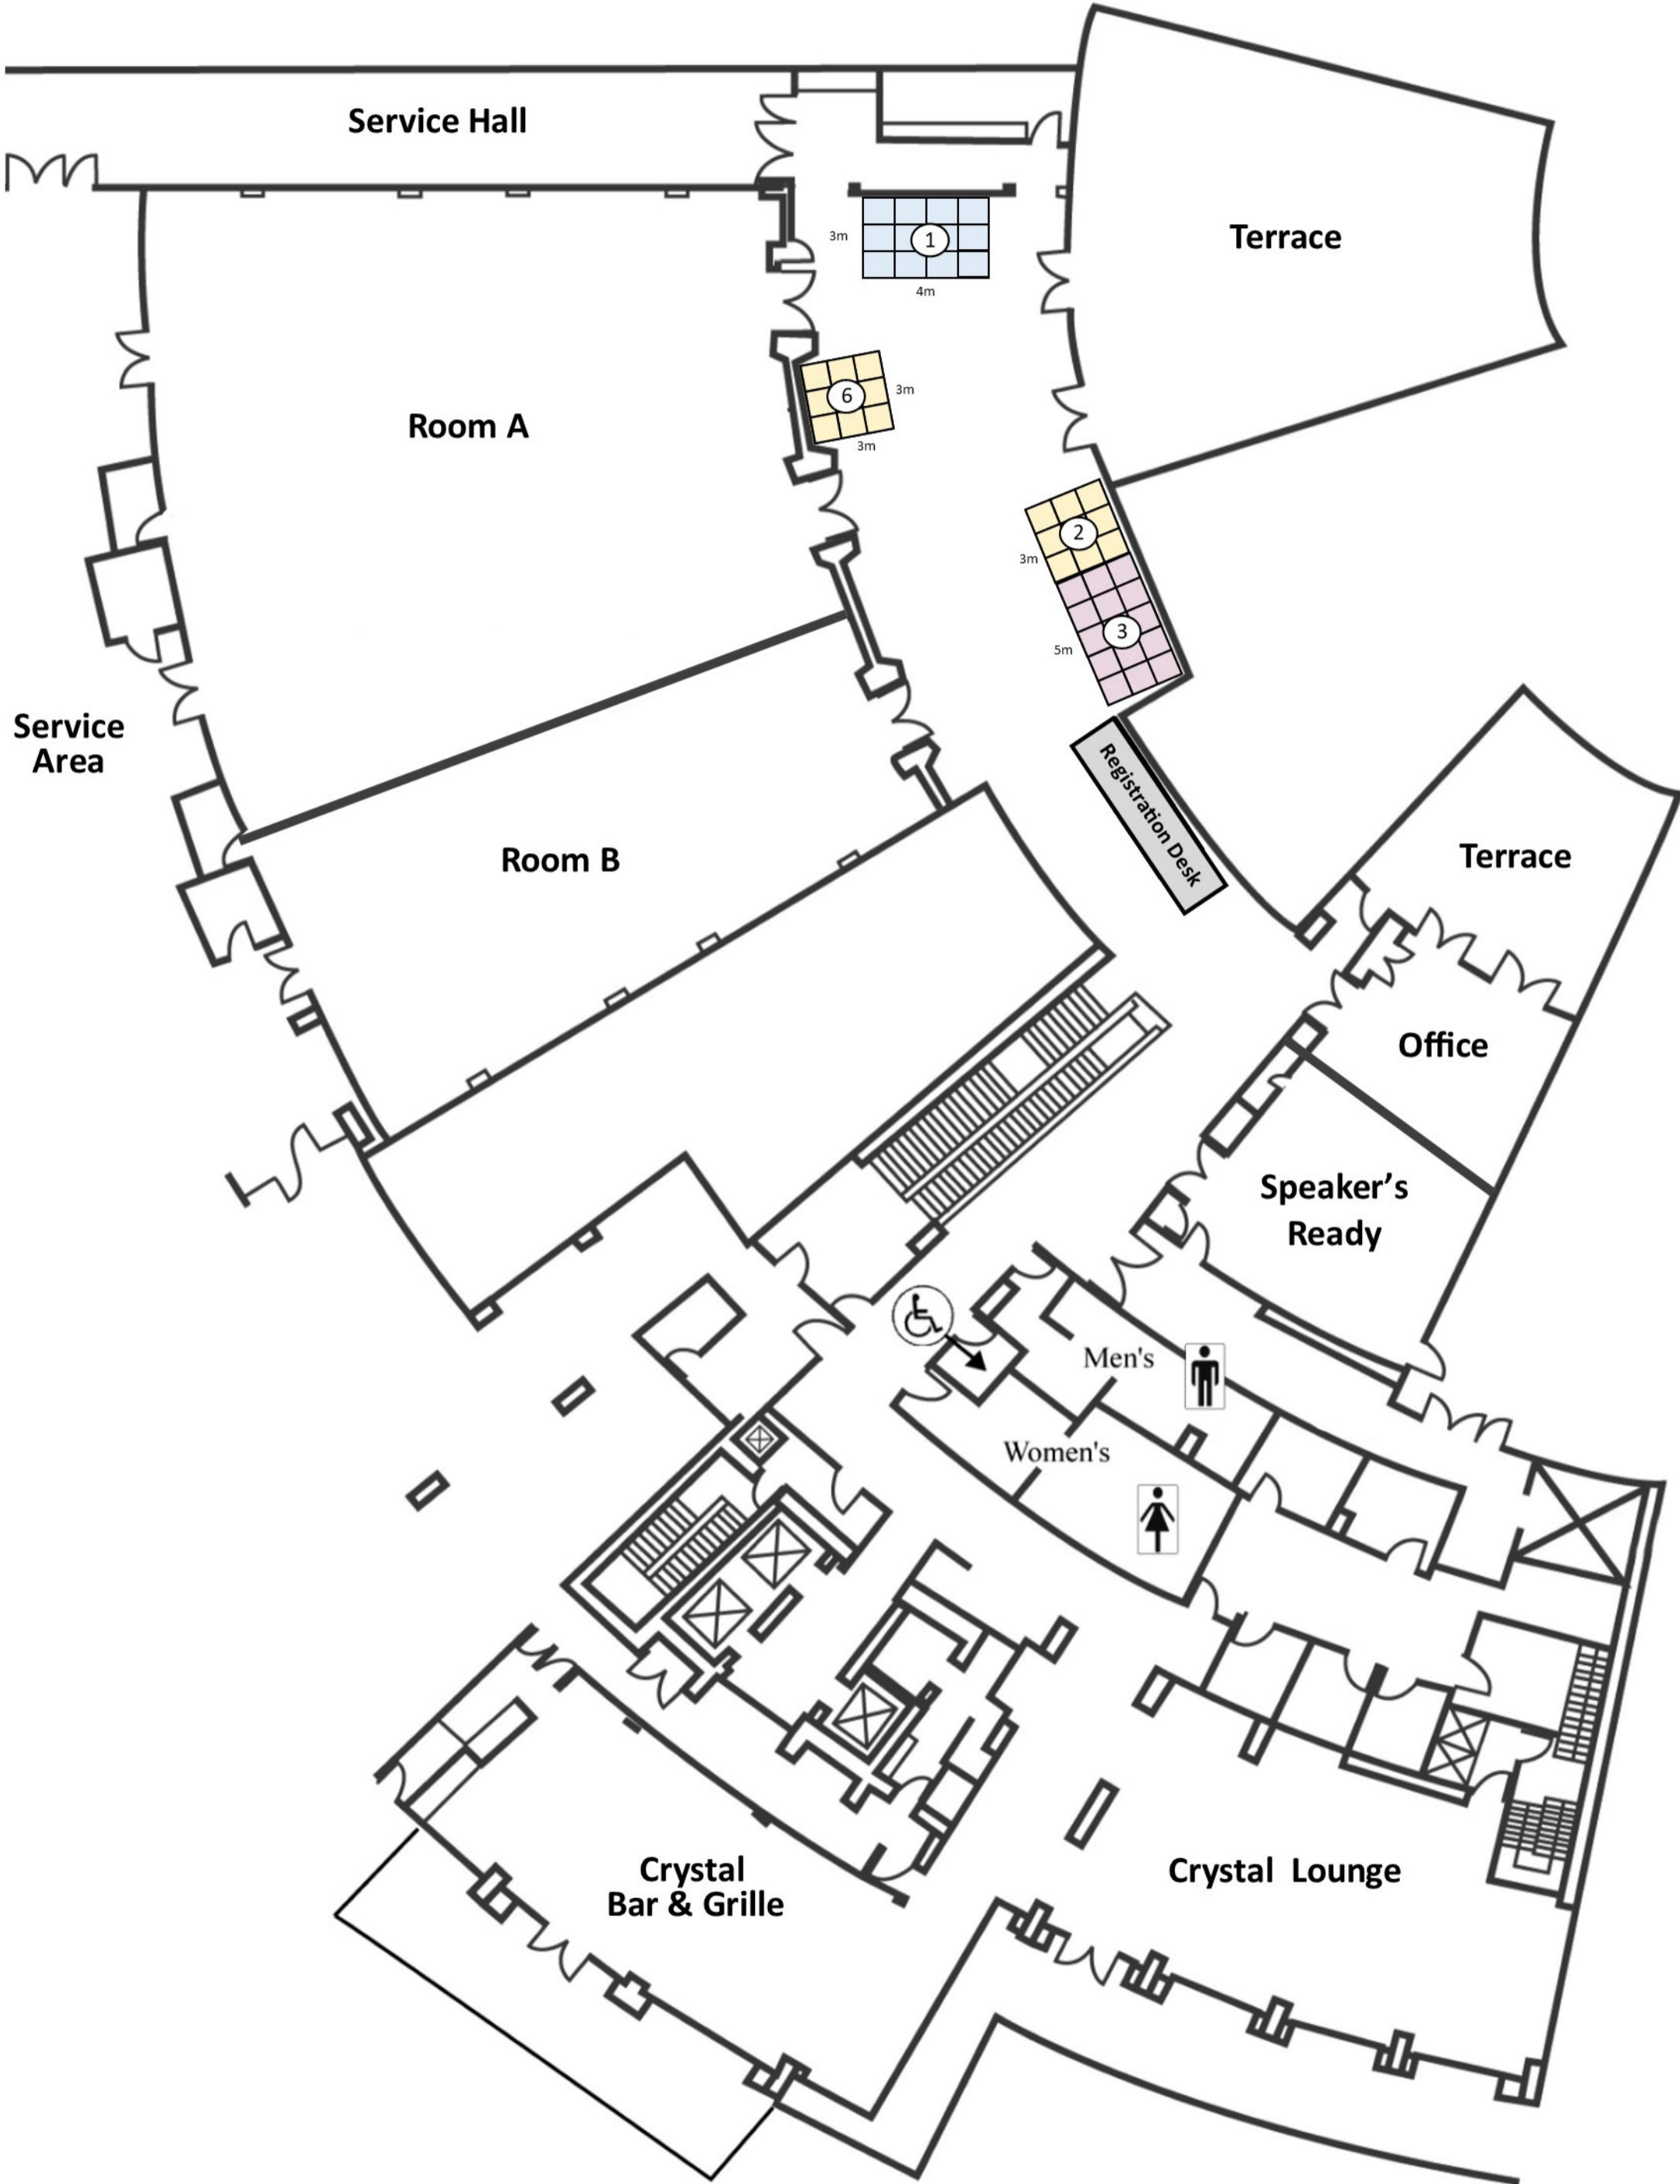 Service Hall
Terrace
3m
1
4m
Room A
6
3m
3m
2
3m
3
5m
Service
Area
Registration Desk
Room B
Terrace
Office
Speaker’s
Ready
Men's
Women's
Crystal
Bar & Grille
Crystal Lounge